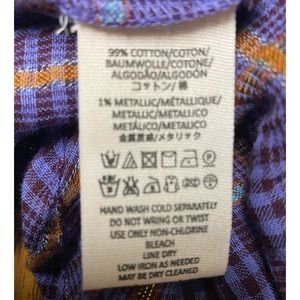 99% COTTON/COTON/
BAUMWOLLE/COTONE/
ALGODÃO/ALGODÓN
コットン/ 棉
1% METALLIC/MÉTALLIQUE/
METALLIC/METALLICO
METÁLICO/METALICO
金属質感/メタリック
HAND WASH COLD SEPARATELY
DO NOT WRING OR TWIST
USE ONLY NON-CHLORINE
BLEACH
LINE DRY
LOW IRON AS NEEDED
MAY BE DRY CLEANED